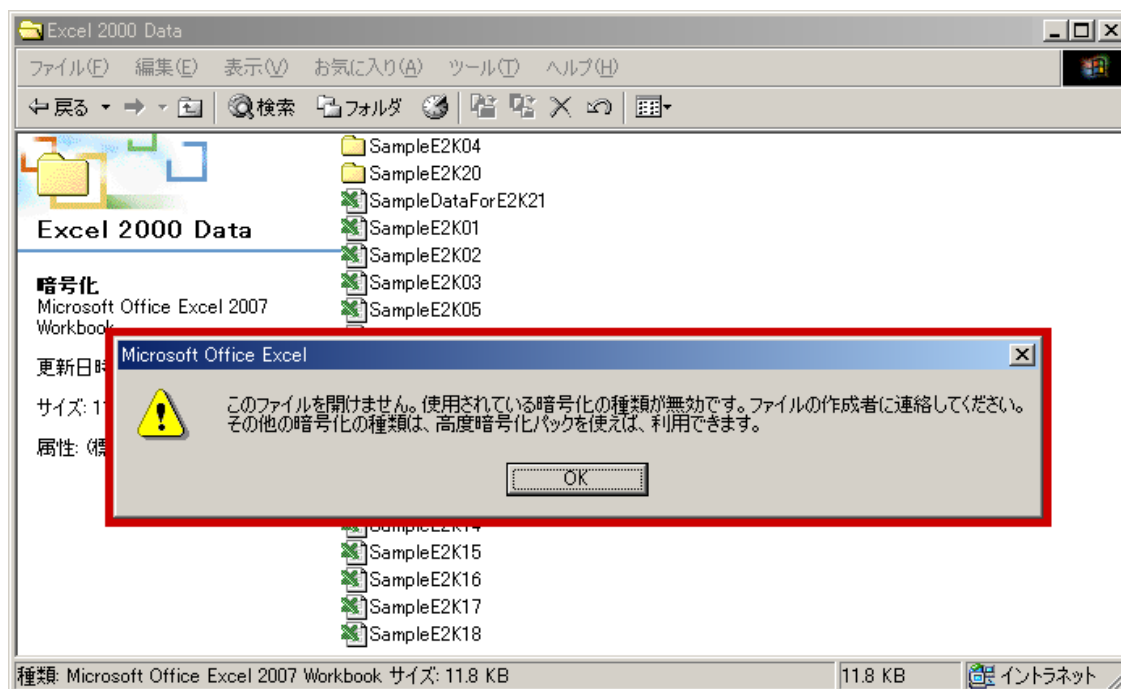 Excel 2000 Data
ファイル(F) 編集(E) 表示(V) お気に入り(A) ツール(T) ヘルプ(H)
戻る 検索 フォルダ
SampleE2K04
SampleE2K20
SampleDataForE2K21
Excel 2000 Data
SampleE2K01
SampleE2K02
暗号化
SampleE2K03
Microsoft Office Excel 2007
SampleE2K05
Workbook
更新日時
Microsoft Office Excel
サイズ: 1
このファイルを開けません。使用されている暗号化の種類が無効です。ファイルの作成者に連絡してください。
その他の暗号化の種類は、高度暗号化パックを使えば、利用できます。
属性: (標
OK
SampleE2K14
SampleE2K15
SampleE2K16
SampleE2K17
SampleE2K18
種類: Microsoft Office Excel 2007 Workbook サイズ: 11.8 KB 11.8 KB イントラネット